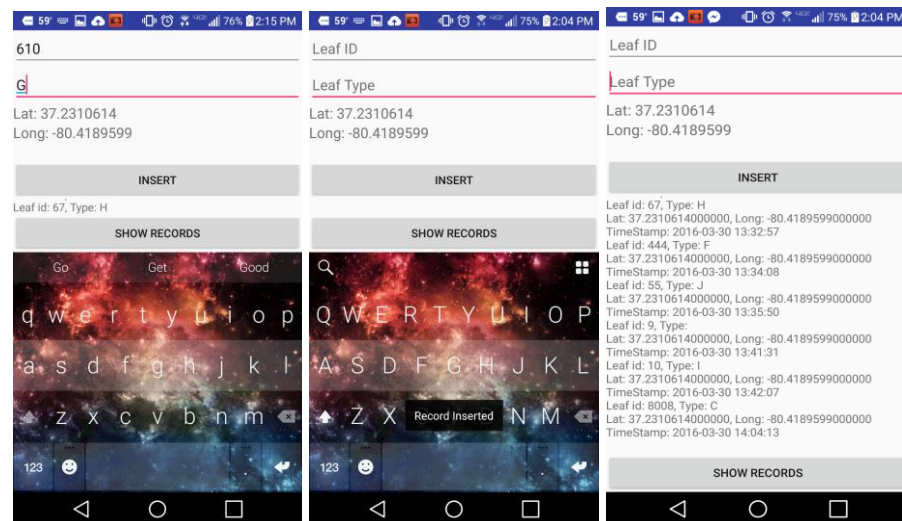 59° 76% 2:15 PM
610
G
Lat: 37.2310614
Long: -80.4189599
INSERT
Leaf id: 67, Type: H
SHOW RECORDS
Go Get Good
q w e r t y u i o p
a s d f g h j k l
z x c v b n m
123
59° 75% 2:04 PM
Leaf ID
Leaf Type
Lat: 37.2310614
Long: -80.4189599
INSERT
SHOW RECORDS
Q W E R T Y U I O P
A S D F G H J K L
Z X Record Inserted N M
123
59° 75% 2:04 PM
Leaf ID
Leaf Type
Lat: 37.2310614
Long: -80.4189599
INSERT
Leaf id: 67, Type: H
Lat: 37.2310614000000, Long: -80.4189599000000
TimeStamp: 2016-03-30 13:32:57
Leaf id: 444, Type: F
Lat: 37.2310614000000, Long: -80.4189599000000
TimeStamp: 2016-03-30 13:34:08
Leaf id: 55, Type: J
Lat: 37.2310614000000, Long: -80.4189599000000
TimeStamp: 2016-03-30 13:35:50
Leaf id: 9, Type:
Lat: 37.2310614000000, Long: -80.4189599000000
TimeStamp: 2016-03-30 13:41:31
Leaf id: 10, Type: I
Lat: 37.2310614000000, Long: -80.4189599000000
TimeStamp: 2016-03-30 13:42:07
Leaf id: 8008, Type: C
Lat: 37.2310614000000, Long: -80.4189599000000
TimeStamp: 2016-03-30 14:04:13
SHOW RECORDS